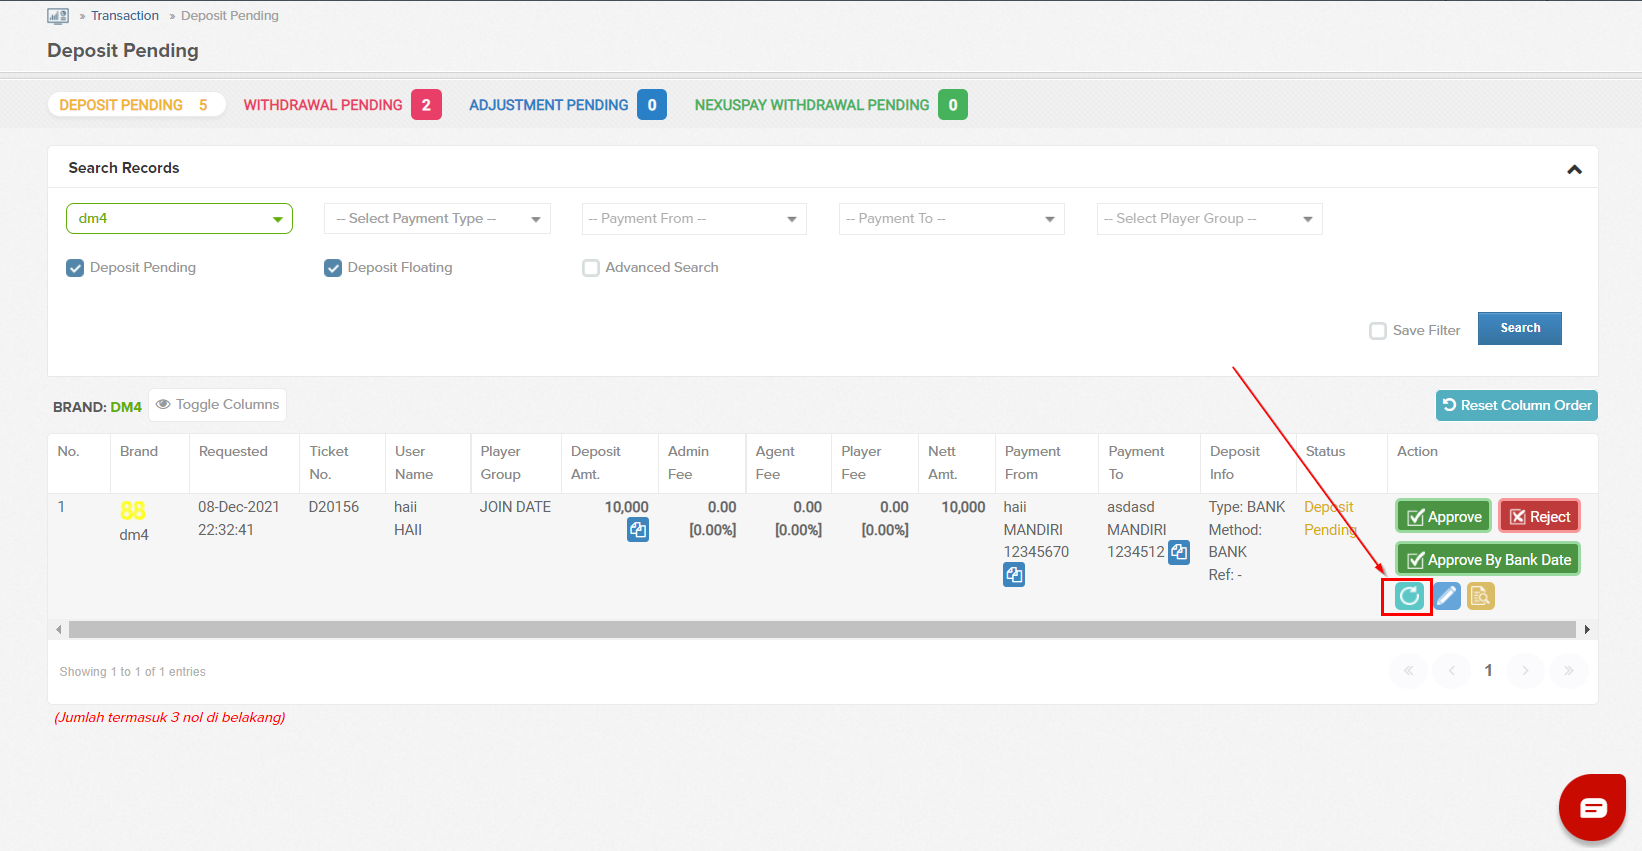 » Transaction » Deposit Pending
Deposit Pending
DEPOSIT PENDING 5 WITHDRAWAL PENDING 2 ADJUSTMENT PENDING 0 NEXUSPAY WITHDRAWAL PENDING 0
Search Records
dm4 -- Select Payment Type -- -- Payment From -- -- Payment To -- -- Select Player Group --
Deposit Pending Deposit Floating Advanced Search
Save Filter Search
BRAND: DM4 Toggle Columns Reset Column Order
No. Brand Requested Ticket User Player Deposit Admin Agent Player Nett Payment Payment Deposit Status Action
No. Name Group Amt. Fee Fee Fee Amt. From To Info
1 88 08-Dec-2021 D20156 haii JOIN DATE 10,000 0.00 0.00 0.00 10,000 haii asdasd Type: BANK Deposit Approve Reject
dm4 22:32:41 HAII [0.00%] [0.00%] [0.00%] MANDIRI MANDIRI Method: Pending
12345670 1234512 BANK Approve By Bank Date
Ref: -
Showing 1 to 1 of 1 entries « ‹ 1 › »
(Jumlah termasuk 3 nol di belakang)